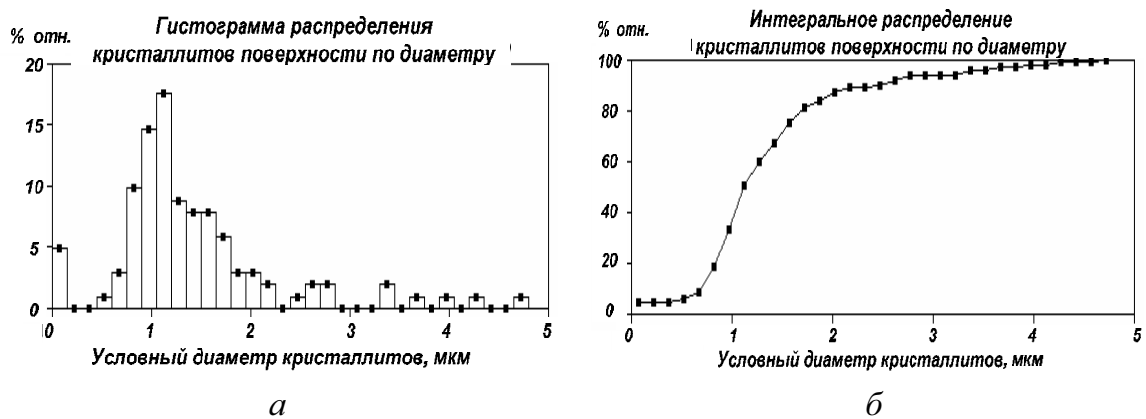 Гистограмма распределения
% отн. кристаллитов поверхности по диаметру
20
15
10
5
0
0 1 2 3 4 5
Условный диаметр кристаллитов, мкм
а
Интегральное распределение
% отн.
кристаллитов поверхности по диаметру
100
80
60
40
20
0
0 1 2 3 4 5
Условный диаметр кристаллитов, мкм
б